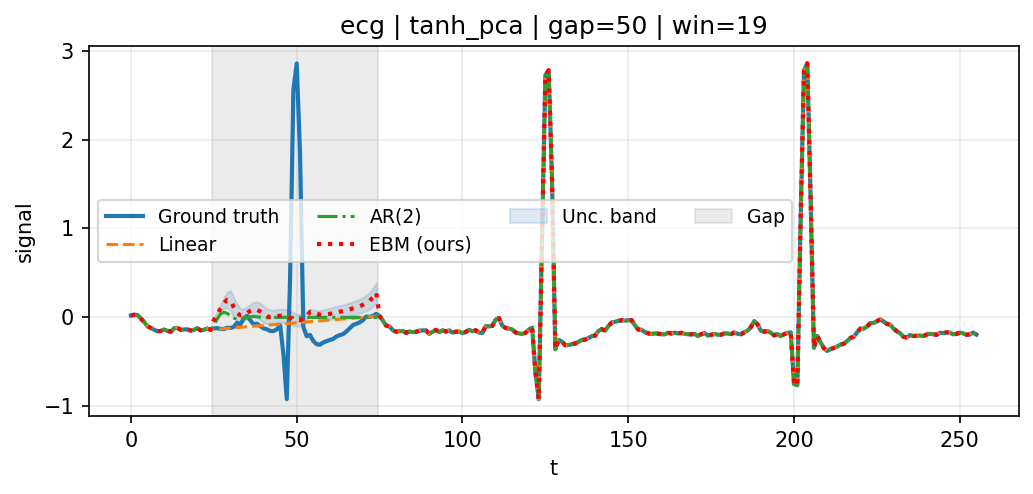 ecg | tanh_pca | gap=50 | win=19
signal
3
2
1
0
−1
Ground truth
Linear
AR(2)
EBM (ours)
Unc. band
Gap
0
50
100
150
200
250
t